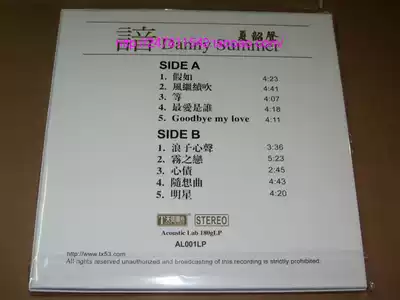 諳 夏韶聲
Danny Summer
SIDE A
1. 假如 4:23
2. 風繼續吹 4:41
3. 等 4:07
4. 最愛是誰 4:18
5. Goodbye my love 4:11
SIDE B
1. 浪子心聲 3:36
2. 霧之戀 5:23
3. 心債 2:45
4. 隨想曲 4:43
5. 明星 4:20
STEREO
Acoustic Lab 180gLP
AL001LP
http://www.tx63.com
All rights reserved unauthorized and broadcasting of this recording is strictly prohibited.